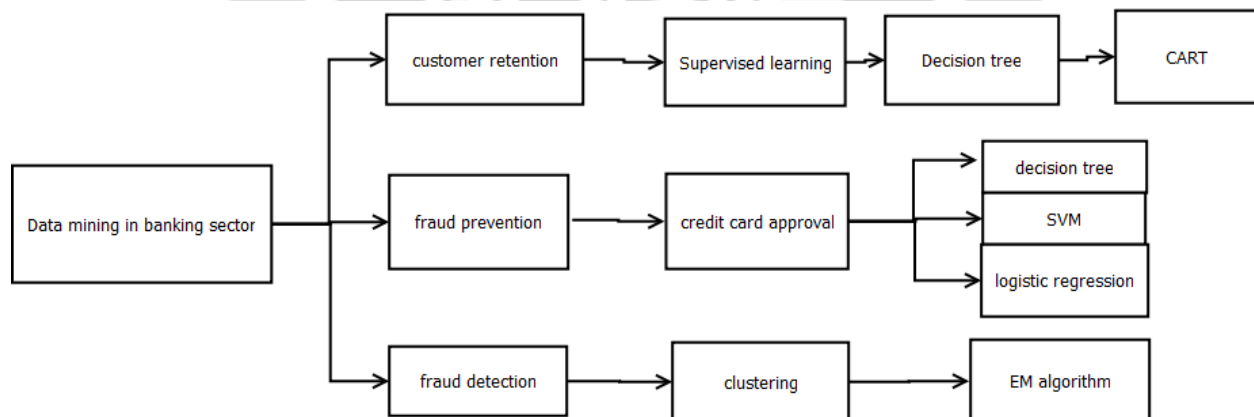 customer retention
Supervised learning
Decision tree
CART
Data mining in banking sector
fraud prevention
credit card approval
decision tree
SVM
logistic regression
fraud detection
clustering
EM algorithm